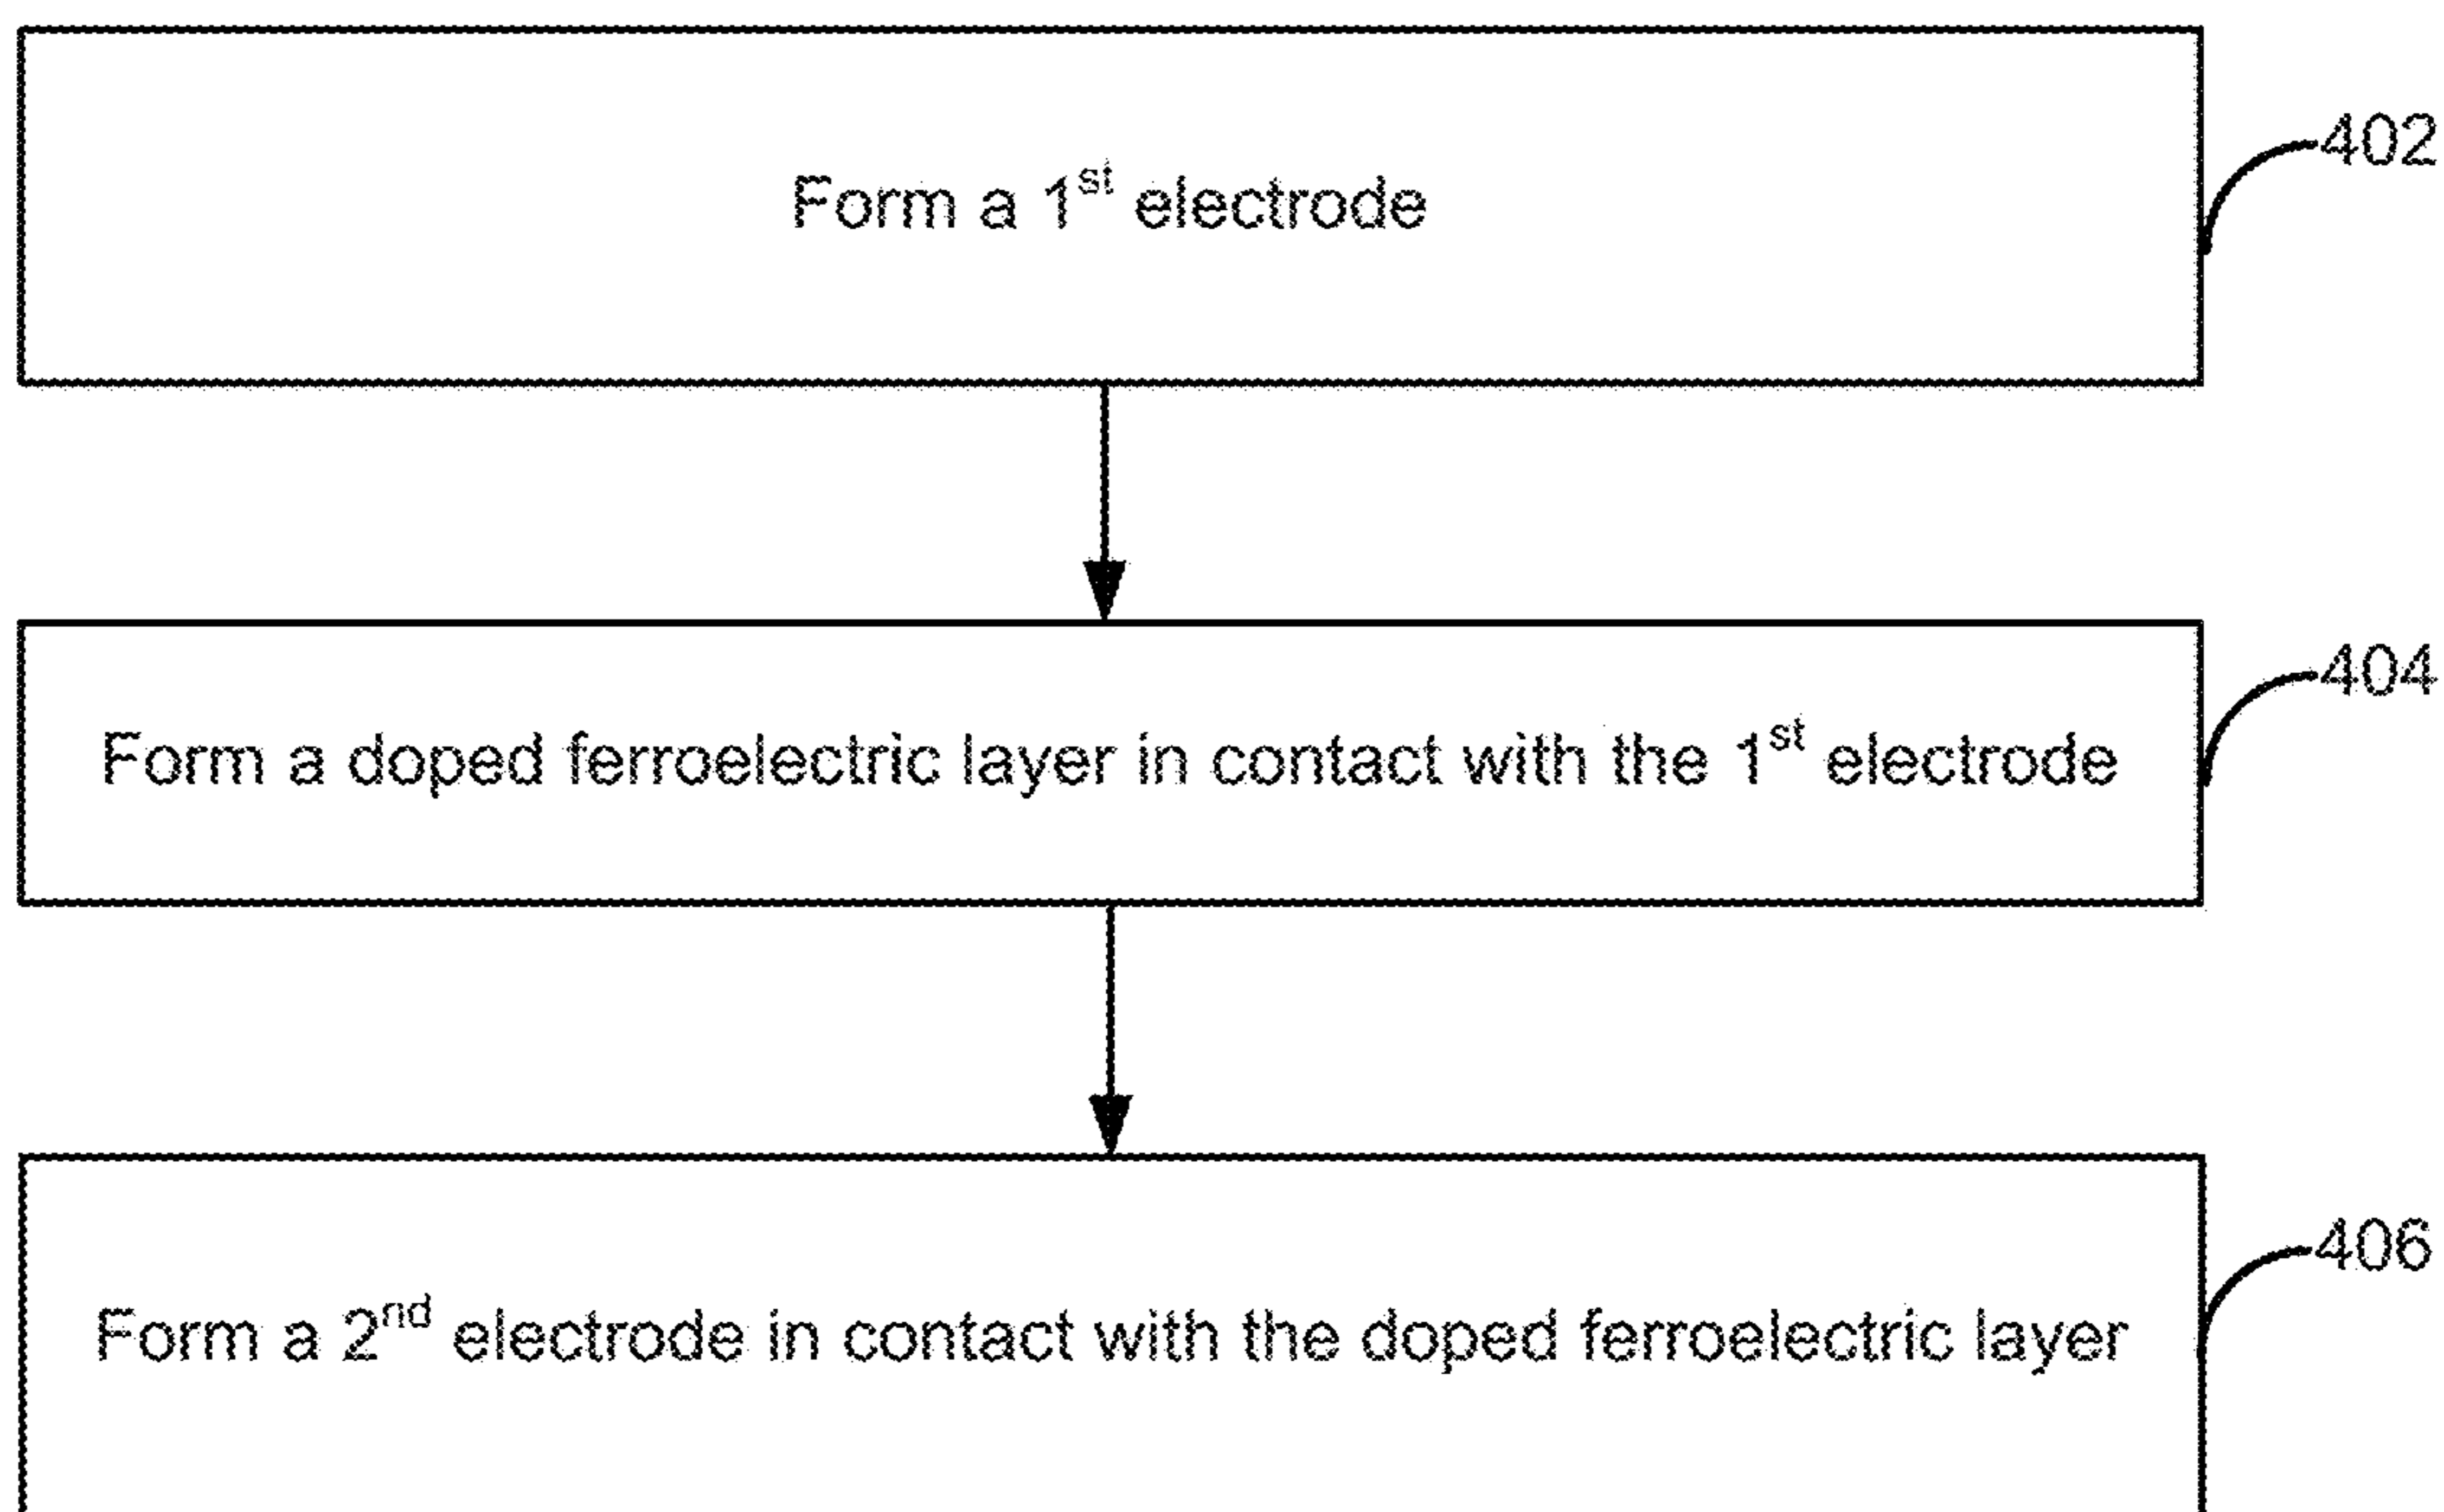 Form a 1st electrode
402
Form a doped ferroelectric layer in contact with the 1st electrode
404
Form a 2nd electrode in contact with the doped ferroelectric layer
406